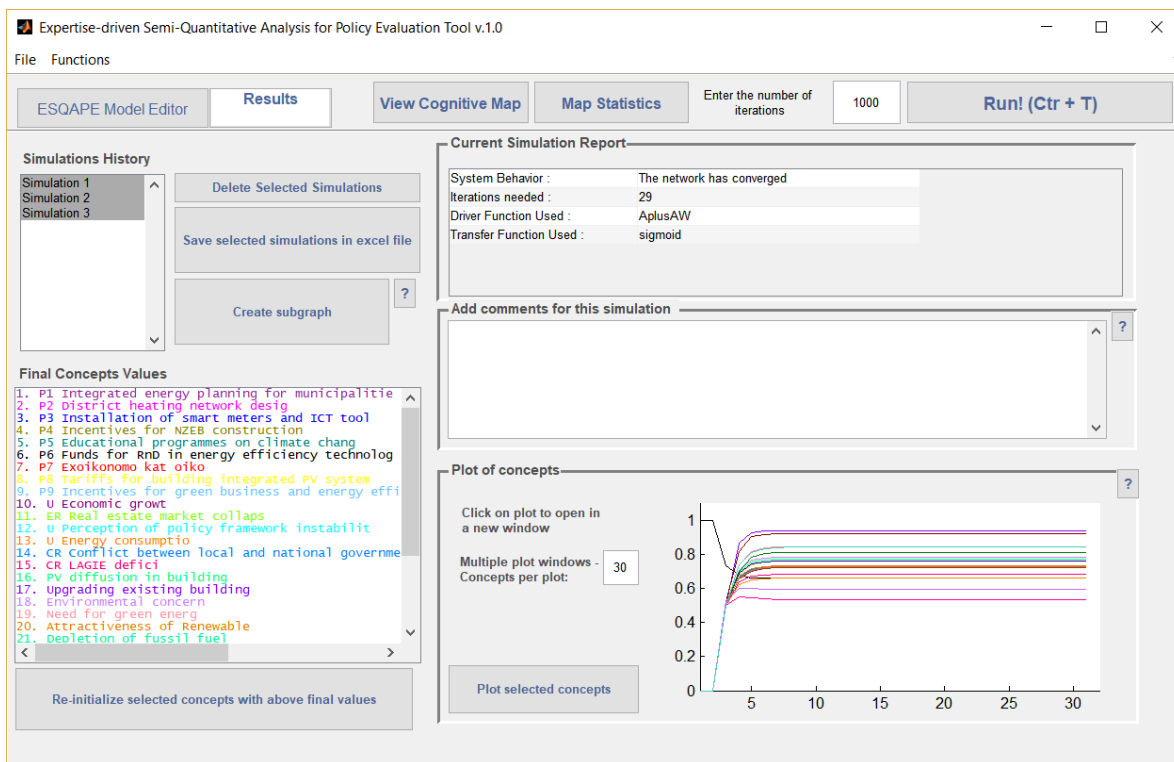 Expertise-driven Semi-Quantitative Analysis for Policy Evaluation Tool v.1.0
File Functions
ESQAPE Model Editor
Results
View Cognitive Map
Map Statistics
Enter the number of
iterations
1000
Run! (Ctr + T)
Simulations History
Simulation 1
Simulation 2
Simulation 3
Delete Selected Simulations
Save selected simulations in excel file
Create subgraph
?
Final Concepts Values
1. P1 Integrated energy planning for municipalitie
2. P2 District heating network desig
3. P3 Installation of smart meters and ICT tool
4. P4 Incentives for NZEB construction
5. P5 Educational programmes on climate chang
6. P6 Funds for RnD in energy efficiency technolog
7. P7 Exoikonomo kat oiko
8. P8 Tariffs for building integrated PV system
9. P9 Incentives for green business and energy effi
10. U Economic growt
11. ER Real estate market collaps
12. U Perception of policy framework instabilit
13. U Energy consumptio
14. CR Conflict between local and national governme
15. CR LAGIE defici
16. PV diffusion in building
17. Upgrading existing building
18. Environmental concern
19. Need for green energ
20. Attractiveness of Renewable
21. Depletion of fussil fuel
Re-initialize selected concepts with above final values
Current Simulation Report
System Behavior : The network has converged
Iterations needed : 29
Driver Function Used : AplusAW
Transfer Function Used : sigmoid
Add comments for this simulation
?
Plot of concepts
?
Click on plot to open in
a new window
Multiple plot windows -
Concepts per plot:
30
Plot selected concepts
1
0.8
0.6
0.4
0.2
0
5 10 15 20 25 30